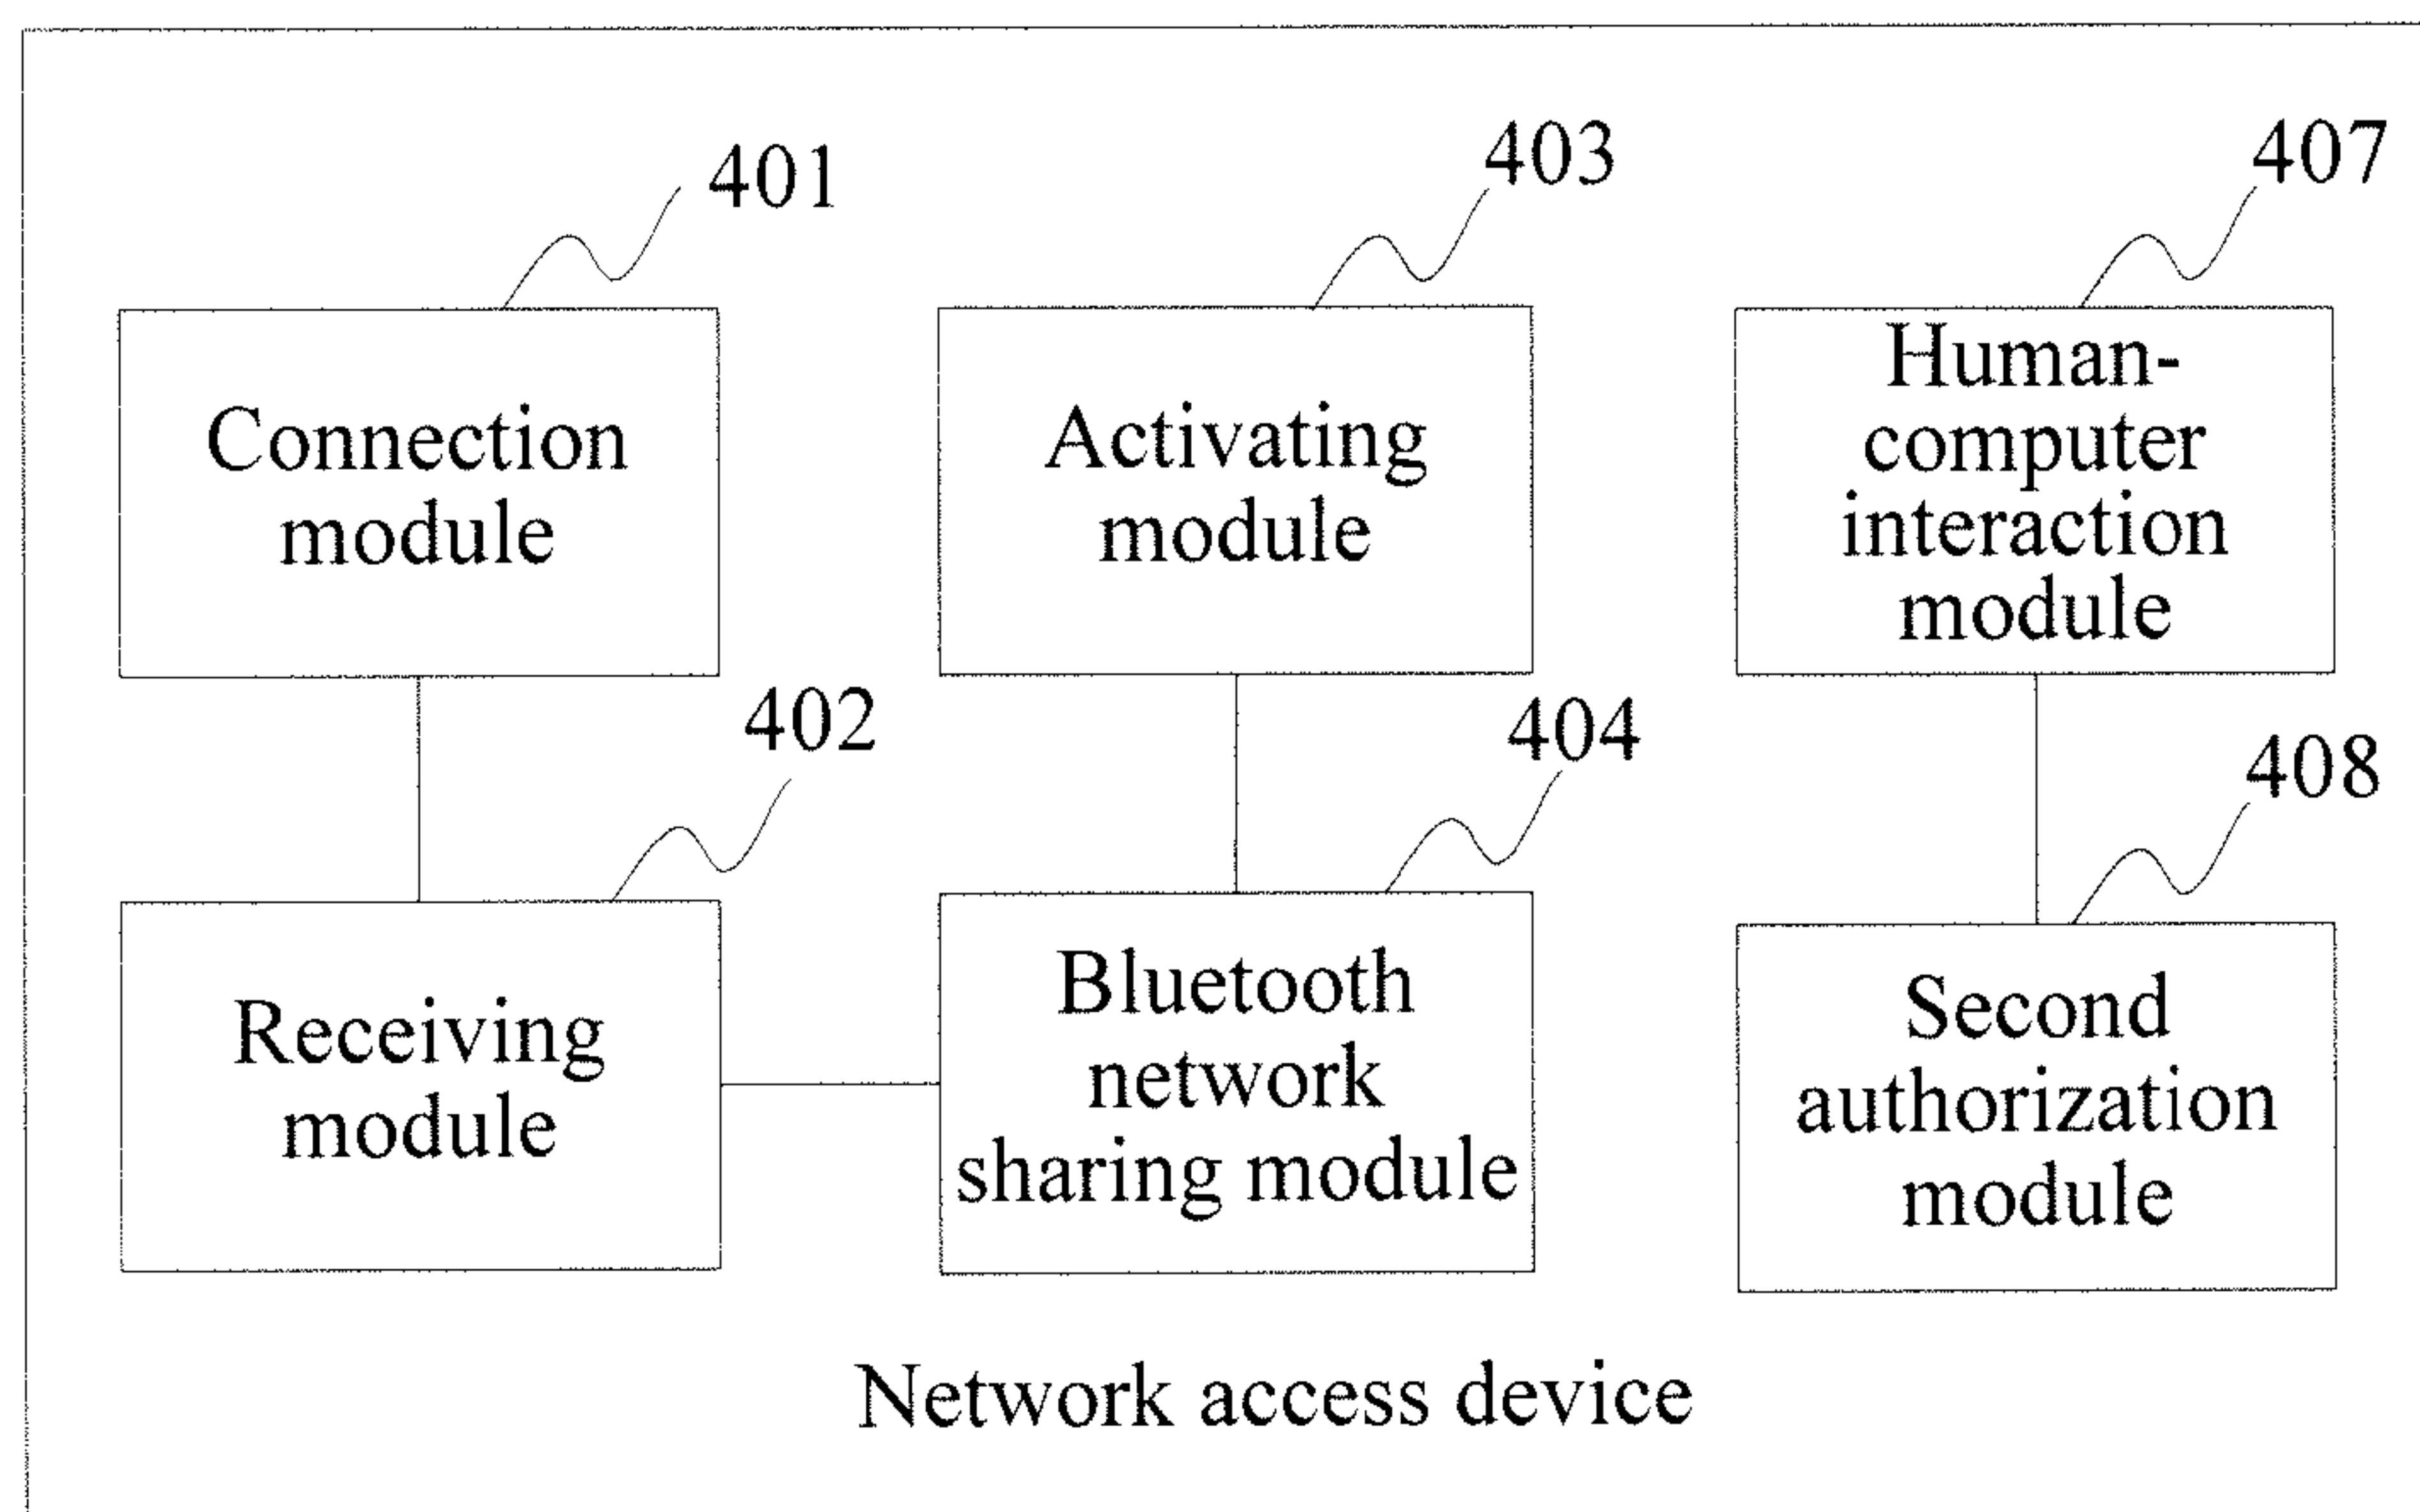 401
403
407
Connection
module
Activating
module
Human-
computer
interaction
module
402
404
408
Receiving
module
Bluetooth
network
sharing module
Second
authorization
module
Network access device